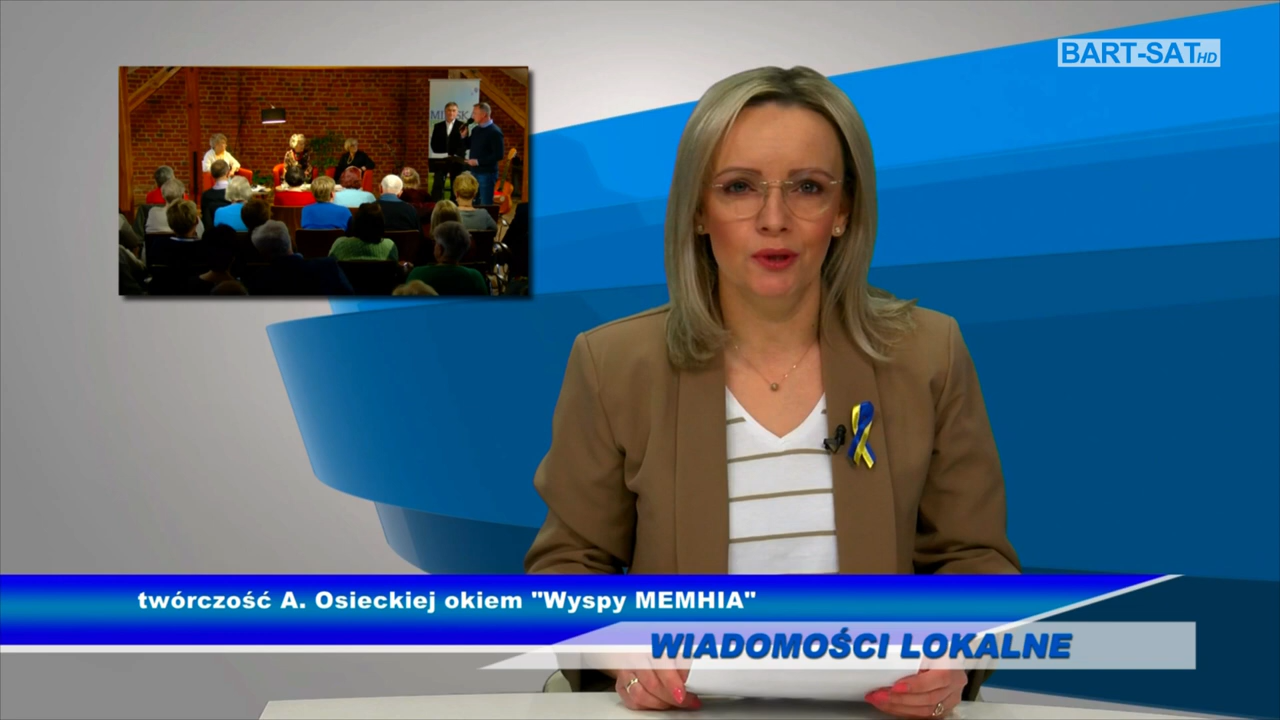 BART-SAT HD
twórczość A. Osieckiej okiem "Wyspy MEMHIA"
WIADOMOŚCI LOKALNE